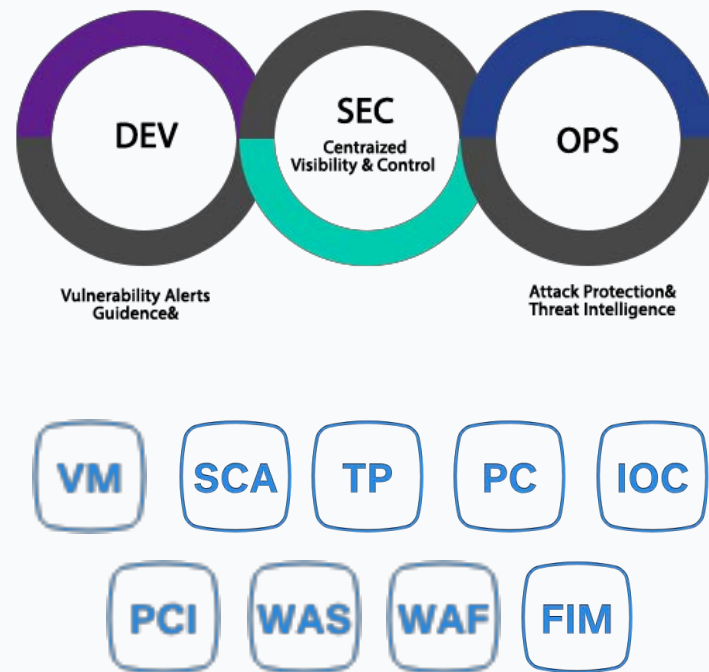 DEV
SEC
Centraized
Visibility & Control
OPS
Vulnerability Alerts
Guidence&
Attack Protection&
Threat Intelligence
VM
SCA
TP
PC
IOC
PCI
WAS
WAF
FIM